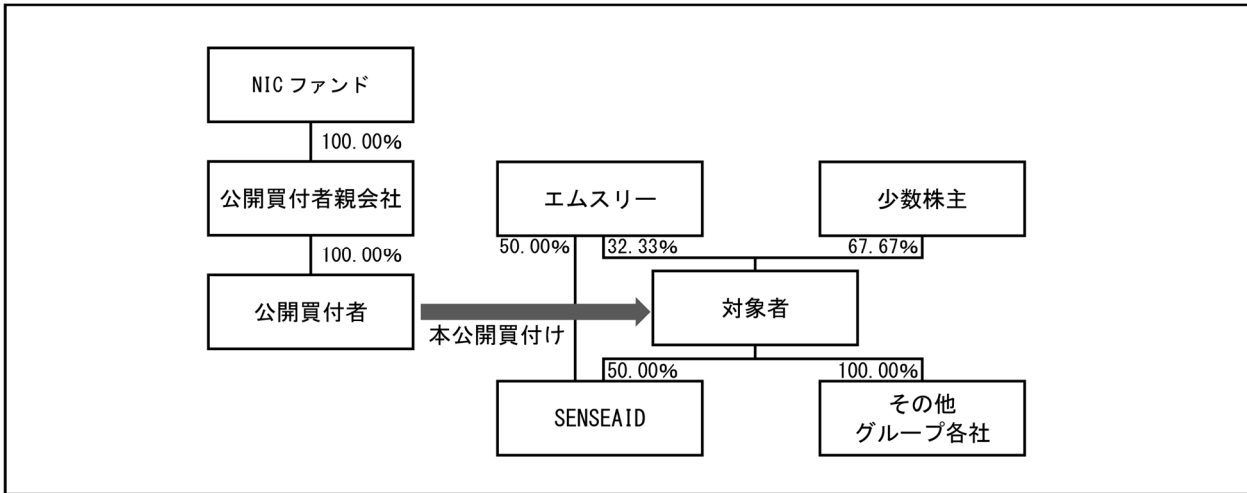 NIC ファンド
100.00%
公開買付者親会社
エムスリー
少数株主
100.00%
50.00%
32.33%
67.67%
公開買付者
対象者
本公開買付け
50.00%
100.00%
SENSEAID
その他
グループ各社